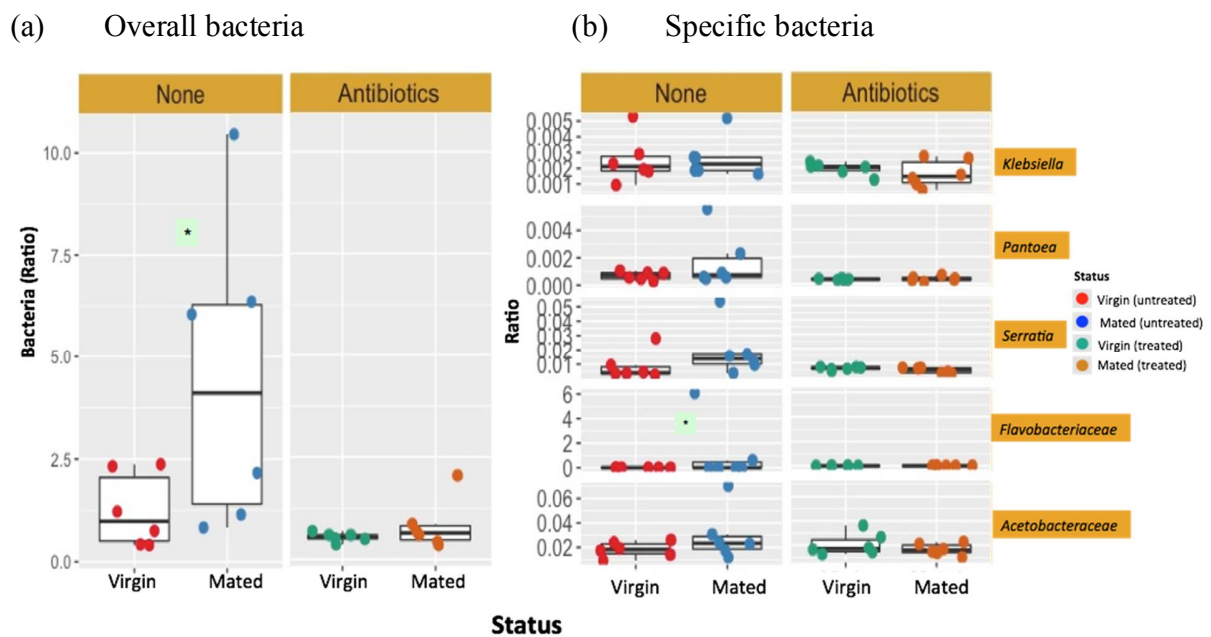 (a) Overall bacteria
None Antibiotics
Bacteria (Ratio)
10.0
7.5
5.0
2.5
0.0
*
Virgin Mated Virgin Mated
(b) Specific bacteria
None Antibiotics
Ratio
0.005
0.004
0.003
0.002
0.001
Klebsiella
0.004
0.002
0.000
Pantoea
0.05
0.04
0.03
0.02
0.01
Serratia
6
4
2
0
*
Flavobacteriaceae
0.06
0.04
0.02
Acetobacteraceae
Virgin Mated Virgin Mated
Status
Status
Virgin (untreated)
Mated (untreated)
Virgin (treated)
Mated (treated)